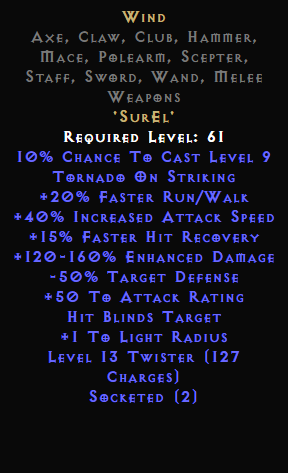 Wind
Axe, Claw, Club, Hammer,
Mace, Polearm, Scepter,
Staff, Sword, Wand, Melee
Weapons
'SurEl'
Required Level: 61
10% Chance To Cast Level 9
Tornado On Striking
+20% Faster Run/Walk
+40% Increased Attack Speed
+15% Faster Hit Recovery
+120-160% Enhanced Damage
-50% Target Defense
+50 To Attack Rating
Hit Blinds Target
+1 To Light Radius
Level 13 Twister (127
Charges)
Socketed (2)